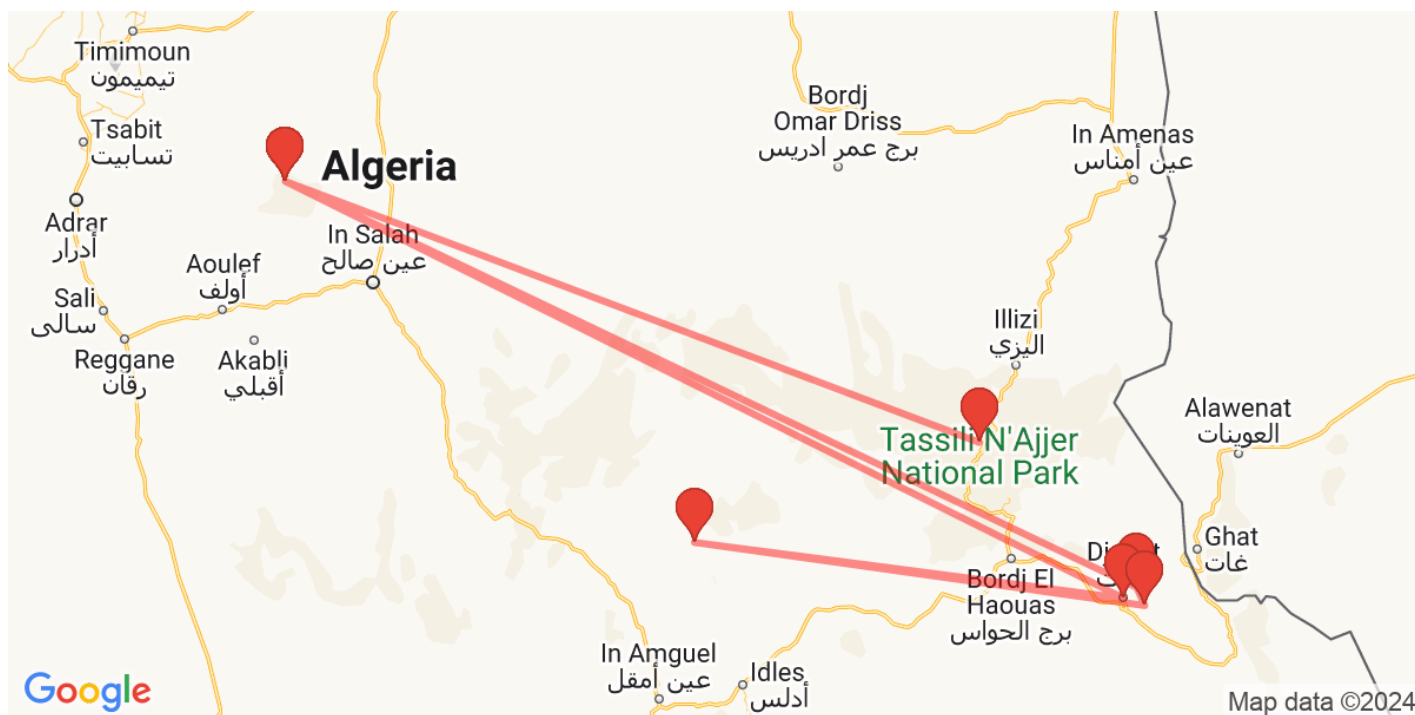 Timimoun
تيميمون
Tsabit
تسابيت
Adrar
أدرار
Sali
سالى
Reggane
رقان
Aoulef
أولف
Akabli
أقبلي
Algeria
In Salah
عين صالح
Bordj
Omar Driss
برج عمر ادريس
In Amenas
عين أمناس
Illizi
اليزي
Tassili N'Ajjer
National Park
Alawenat
العوينات
Ghat
غات
Bordj El
Haouas
برج الحواس
In Amguel
عين أمقل
Idles
أدلس
Google
Map data ©2024